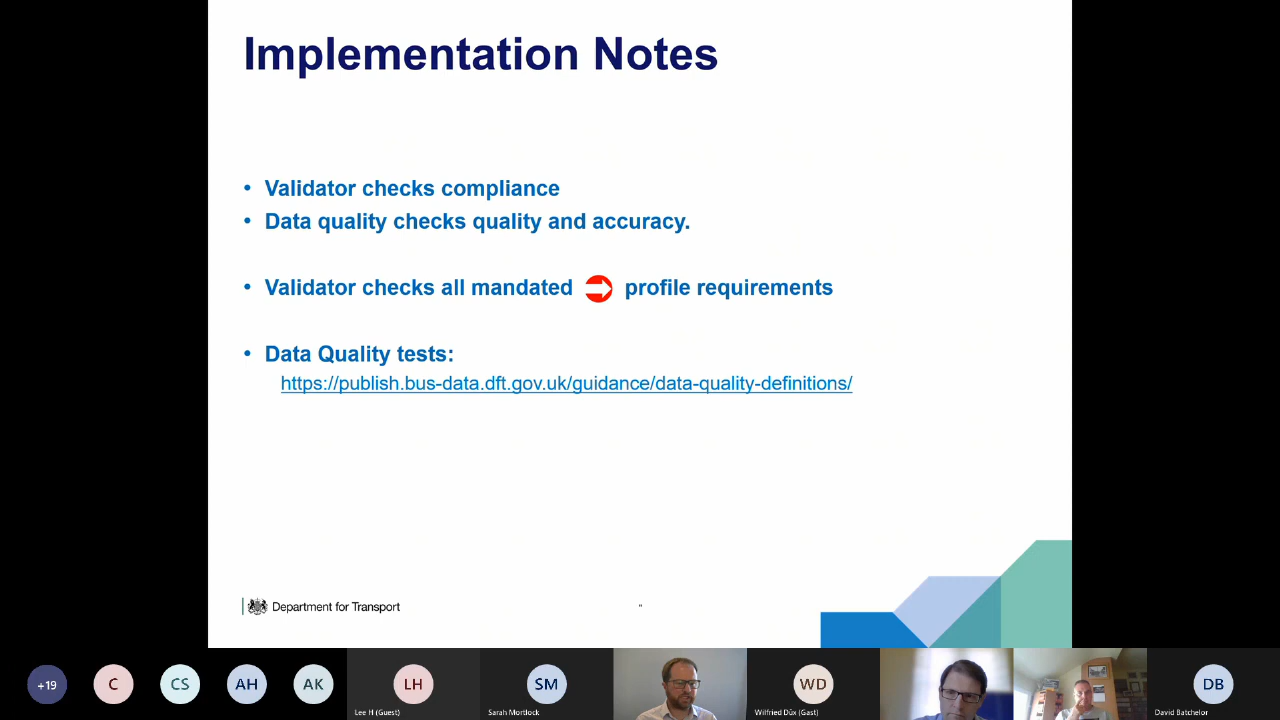 Implementation Notes
• Validator checks compliance
• Data quality checks quality and accuracy.
• Validator checks all mandated profile requirements
• Data Quality tests:
https://publish.bus-data.dft.gov.uk/guidance/data-quality-definitions/
Department for Transport
+19
C
CS
AH
AK
LH
SM
WD
DB
Lee H (Guest)
Sarah Mortlock
Wilfried Düx (Gast)
David Batchelor